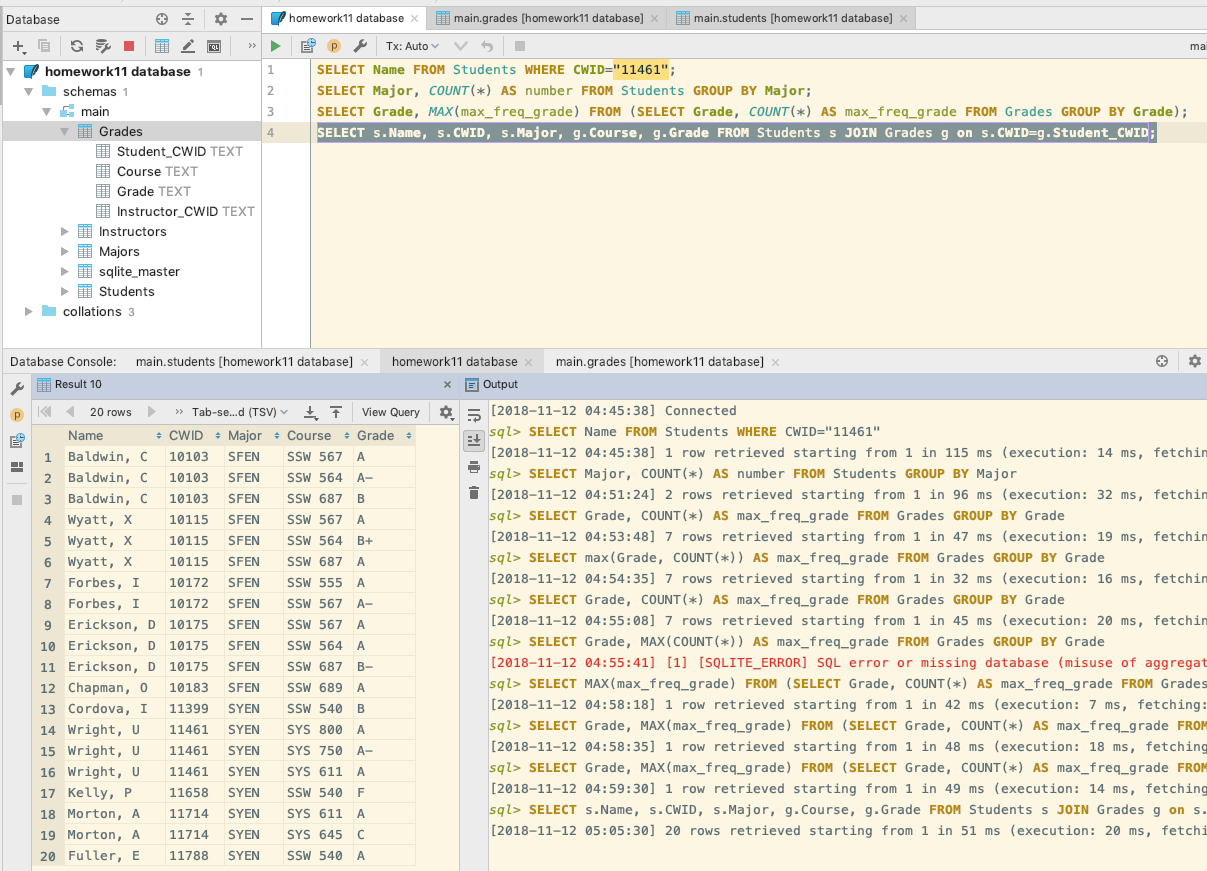 Database
homework11 database
main.grades [homework11 database]
main.students [homework11 database]
Tx: Auto
mai
homework11 database 1
schemas 1
main
Grades
Student_CWID TEXT
Course TEXT
Grade TEXT
Instructor_CWID TEXT
Instructors
Majors
sqlite_master
Students
collations 3
1 SELECT Name FROM Students WHERE CWID="11461";
2 SELECT Major, COUNT(*) AS number FROM Students GROUP BY Major;
3 SELECT Grade, MAX(max_freq_grade) FROM (SELECT Grade, COUNT(*) AS max_freq_grade FROM Grades GROUP BY Grade);
4 SELECT s.Name, s.CWID, s.Major, g.Course, g.Grade FROM Students s JOIN Grades g on s.CWID=g.Student_CWID;
Database Console: main.students [homework11 database] homework11 database main.grades [homework11 database]
Result 10
20 rows Tab-se...d (TSV) View Query
Name CWID Major Course Grade
1 Baldwin, C 10103 SFEN SSW 567 A
2 Baldwin, C 10103 SFEN SSW 564 A-
3 Baldwin, C 10103 SFEN SSW 687 B
4 Wyatt, X 10115 SFEN SSW 567 A
5 Wyatt, X 10115 SFEN SSW 564 B+
6 Wyatt, X 10115 SFEN SSW 687 A
7 Forbes, I 10172 SFEN SSW 555 A
8 Forbes, I 10172 SFEN SSW 567 A-
9 Erickson, D 10175 SFEN SSW 567 A
10 Erickson, D 10175 SFEN SSW 564 A
11 Erickson, D 10175 SFEN SSW 687 B-
12 Chapman, O 10183 SFEN SSW 689 A
13 Cordova, I 11399 SYEN SSW 540 B
14 Wright, U 11461 SYEN SYS 800 A
15 Wright, U 11461 SYEN SYS 750 A-
16 Wright, U 11461 SYEN SYS 611 A
17 Kelly, P 11658 SYEN SSW 540 F
18 Morton, A 11714 SYEN SYS 611 A
19 Morton, A 11714 SYEN SYS 645 C
20 Fuller, E 11788 SYEN SSW 540 A
Output
[2018-11-12 04:45:38] Connected
sql> SELECT Name FROM Students WHERE CWID="11461"
[2018-11-12 04:45:38] 1 row retrieved starting from 1 in 115 ms (execution: 14 ms, fetching
sql> SELECT Major, COUNT(*) AS number FROM Students GROUP BY Major
[2018-11-12 04:51:24] 2 rows retrieved starting from 1 in 96 ms (execution: 32 ms, fetching
sql> SELECT Grade, COUNT(*) AS max_freq_grade FROM Grades GROUP BY Grade
[2018-11-12 04:53:48] 7 rows retrieved starting from 1 in 47 ms (execution: 19 ms, fetching
sql> SELECT max(Grade, COUNT(*)) AS max_freq_grade FROM Grades GROUP BY Grade
[2018-11-12 04:54:35] 7 rows retrieved starting from 1 in 32 ms (execution: 16 ms, fetching
sql> SELECT Grade, COUNT(*) AS max_freq_grade FROM Grades GROUP BY Grade
[2018-11-12 04:55:08] 7 rows retrieved starting from 1 in 45 ms (execution: 20 ms, fetching
sql> SELECT Grade, MAX(COUNT(*)) AS max_freq_grade FROM Grades GROUP BY Grade
[2018-11-12 04:55:41] [1] [SQLITE_ERROR] SQL error or missing database (misuse of aggregat
sql> SELECT MAX(max_freq_grade) FROM (SELECT Grade, COUNT(*) AS max_freq_grade FROM Grades
[2018-11-12 04:58:18] 1 row retrieved starting from 1 in 42 ms (execution: 7 ms, fetching:
sql> SELECT Grade, MAX(max_freq_grade) FROM (SELECT Grade, COUNT(*) AS max_freq_grade FROM
[2018-11-12 04:58:35] 1 row retrieved starting from 1 in 48 ms (execution: 18 ms, fetching
sql> SELECT Grade, MAX(max_freq_grade) FROM (SELECT Grade, COUNT(*) AS max_freq_grade FROM
[2018-11-12 04:59:30] 1 row retrieved starting from 1 in 49 ms (execution: 14 ms, fetching
sql> SELECT s.Name, s.CWID, s.Major, g.Course, g.Grade FROM Students s JOIN Grades g on s.
[2018-11-12 05:05:30] 20 rows retrieved starting from 1 in 51 ms (execution: 20 ms, fetchi